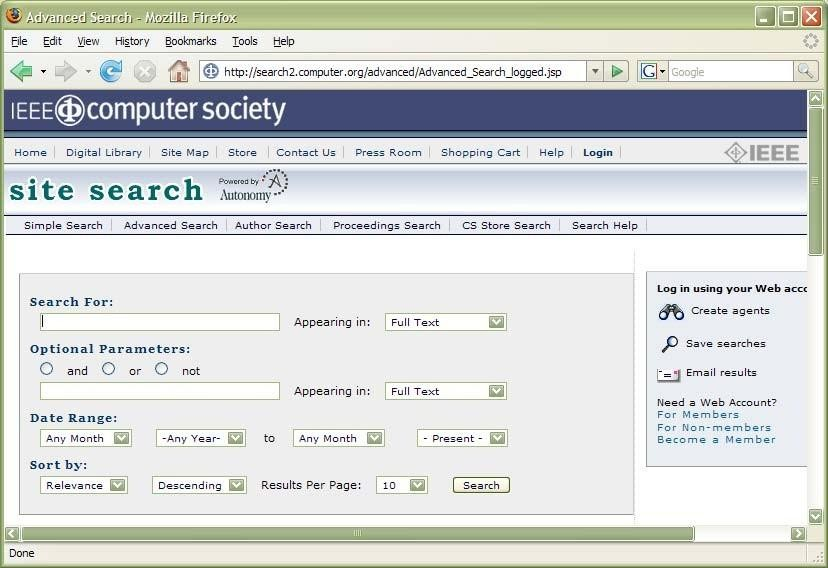 Advanced Search - Mozilla Firefox
File Edit View History Bookmarks Tools Help
http://search2.computer.org/advanced/Advanced_Search_logged.jsp G Google
IEEE computer society
Home Digital Library Site Map Store Contact Us Press Room Shopping Cart Help Login IEEE
site search Powered by Autonomy
Simple Search Advanced Search Author Search Proceedings Search CS Store Search Search Help
Search For:
Appearing in: Full Text
Optional Parameters:
and or not
Appearing in: Full Text
Date Range:
Any Month -Any Year- to Any Month - Present -
Sort by:
Relevance Descending Results Per Page: 10 Search
Log in using your Web acc
Create agents
Save searches
Email results
Need a Web Account?
For Members
For Non-members
Become a Member
Done